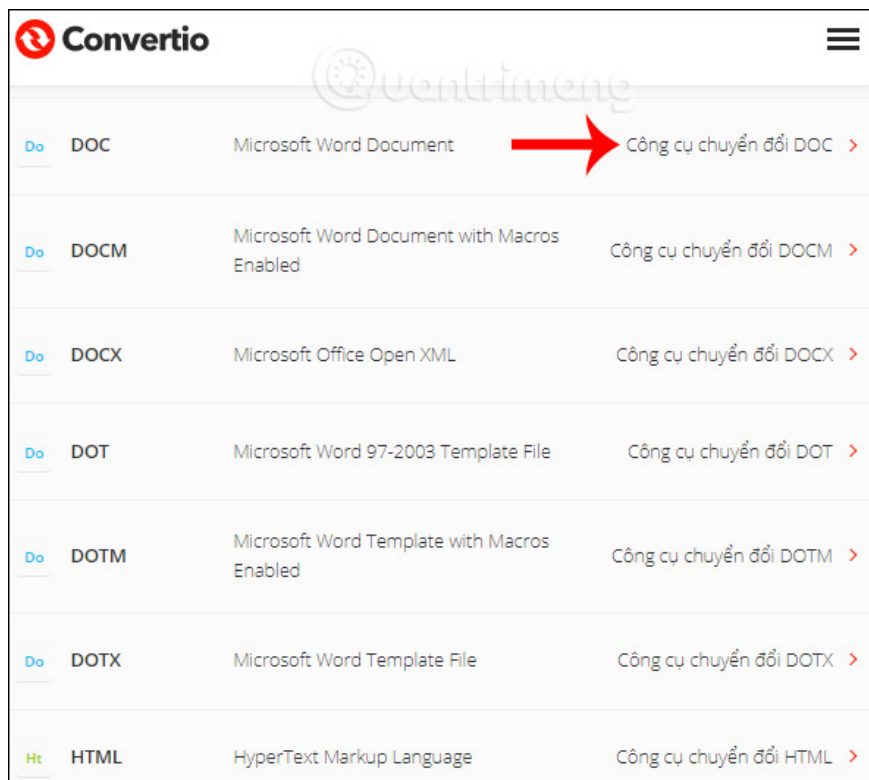 Convertio
Quantrimang
Do DOC Microsoft Word Document Công cụ chuyển đổi DOC >
Do DOCM Microsoft Word Document with Macros
Enabled Công cụ chuyển đổi DOCM >
Do DOCX Microsoft Office Open XML Công cụ chuyển đổi DOCX >
Do DOT Microsoft Word 97-2003 Template File Công cụ chuyển đổi DOT >
Do DOTM Microsoft Word Template with Macros
Enabled Công cụ chuyển đổi DOTM >
Do DOTX Microsoft Word Template File Công cụ chuyển đổi DOTX >
Ht HTML HyperText Markup Language Công cụ chuyển đổi HTML >